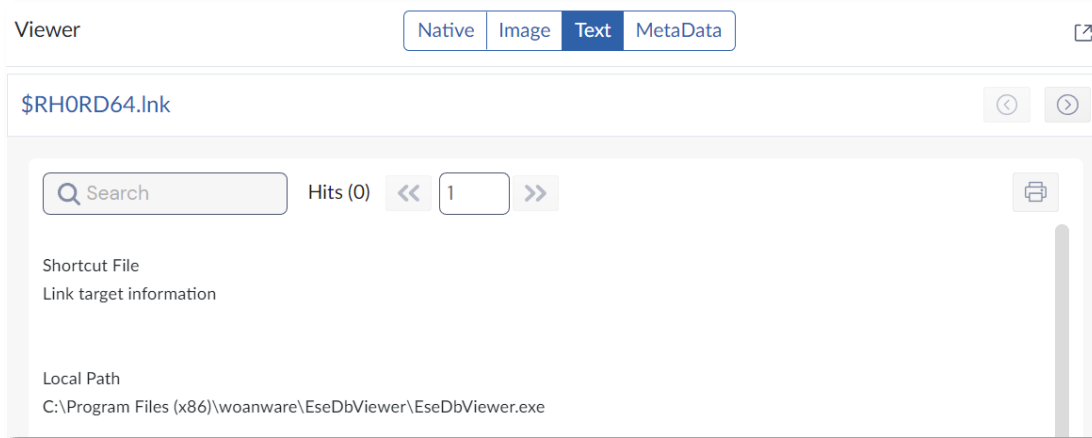 Viewer
Native Image Text MetaData
$RH0RD64.lnk
Search
Hits (0)
1
Shortcut File
Link target information
Local Path
C:\Program Files (x86)\woanware\EseDbViewer\EseDbViewer.exe